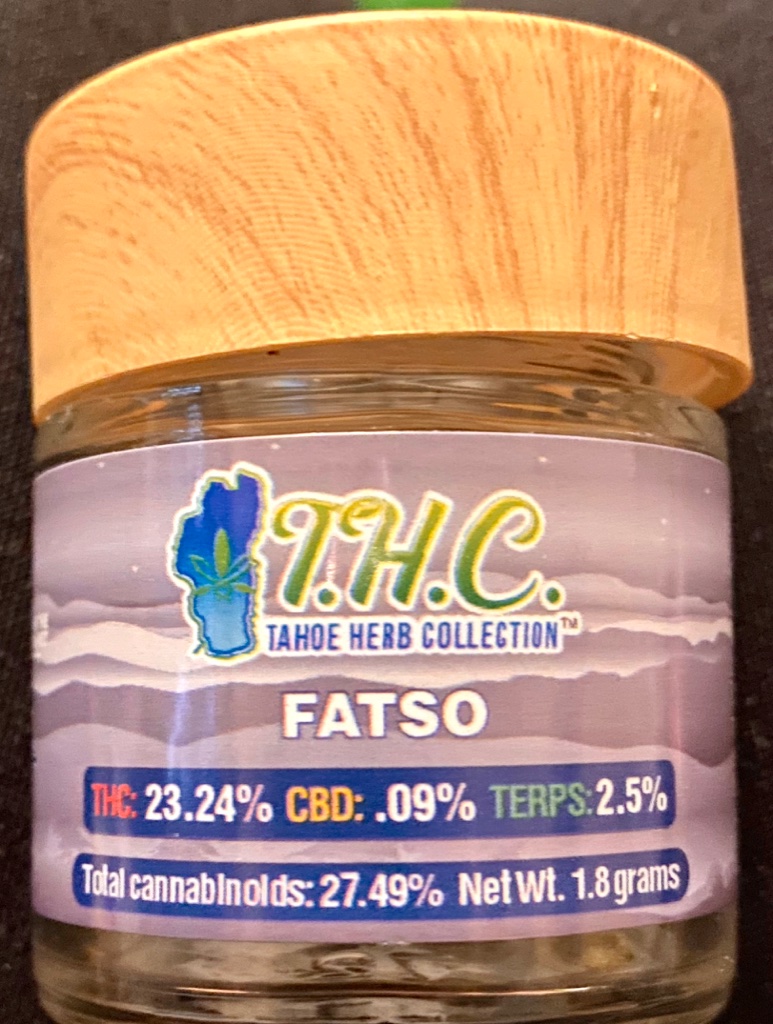 T.H.C.
TAHOE HERB COLLECTION™
FATSO
THC: 23.24% CBD: .09% TERPS: 2.5%
Total cannabinoids: 27.49% Net Wt. 1.8 grams